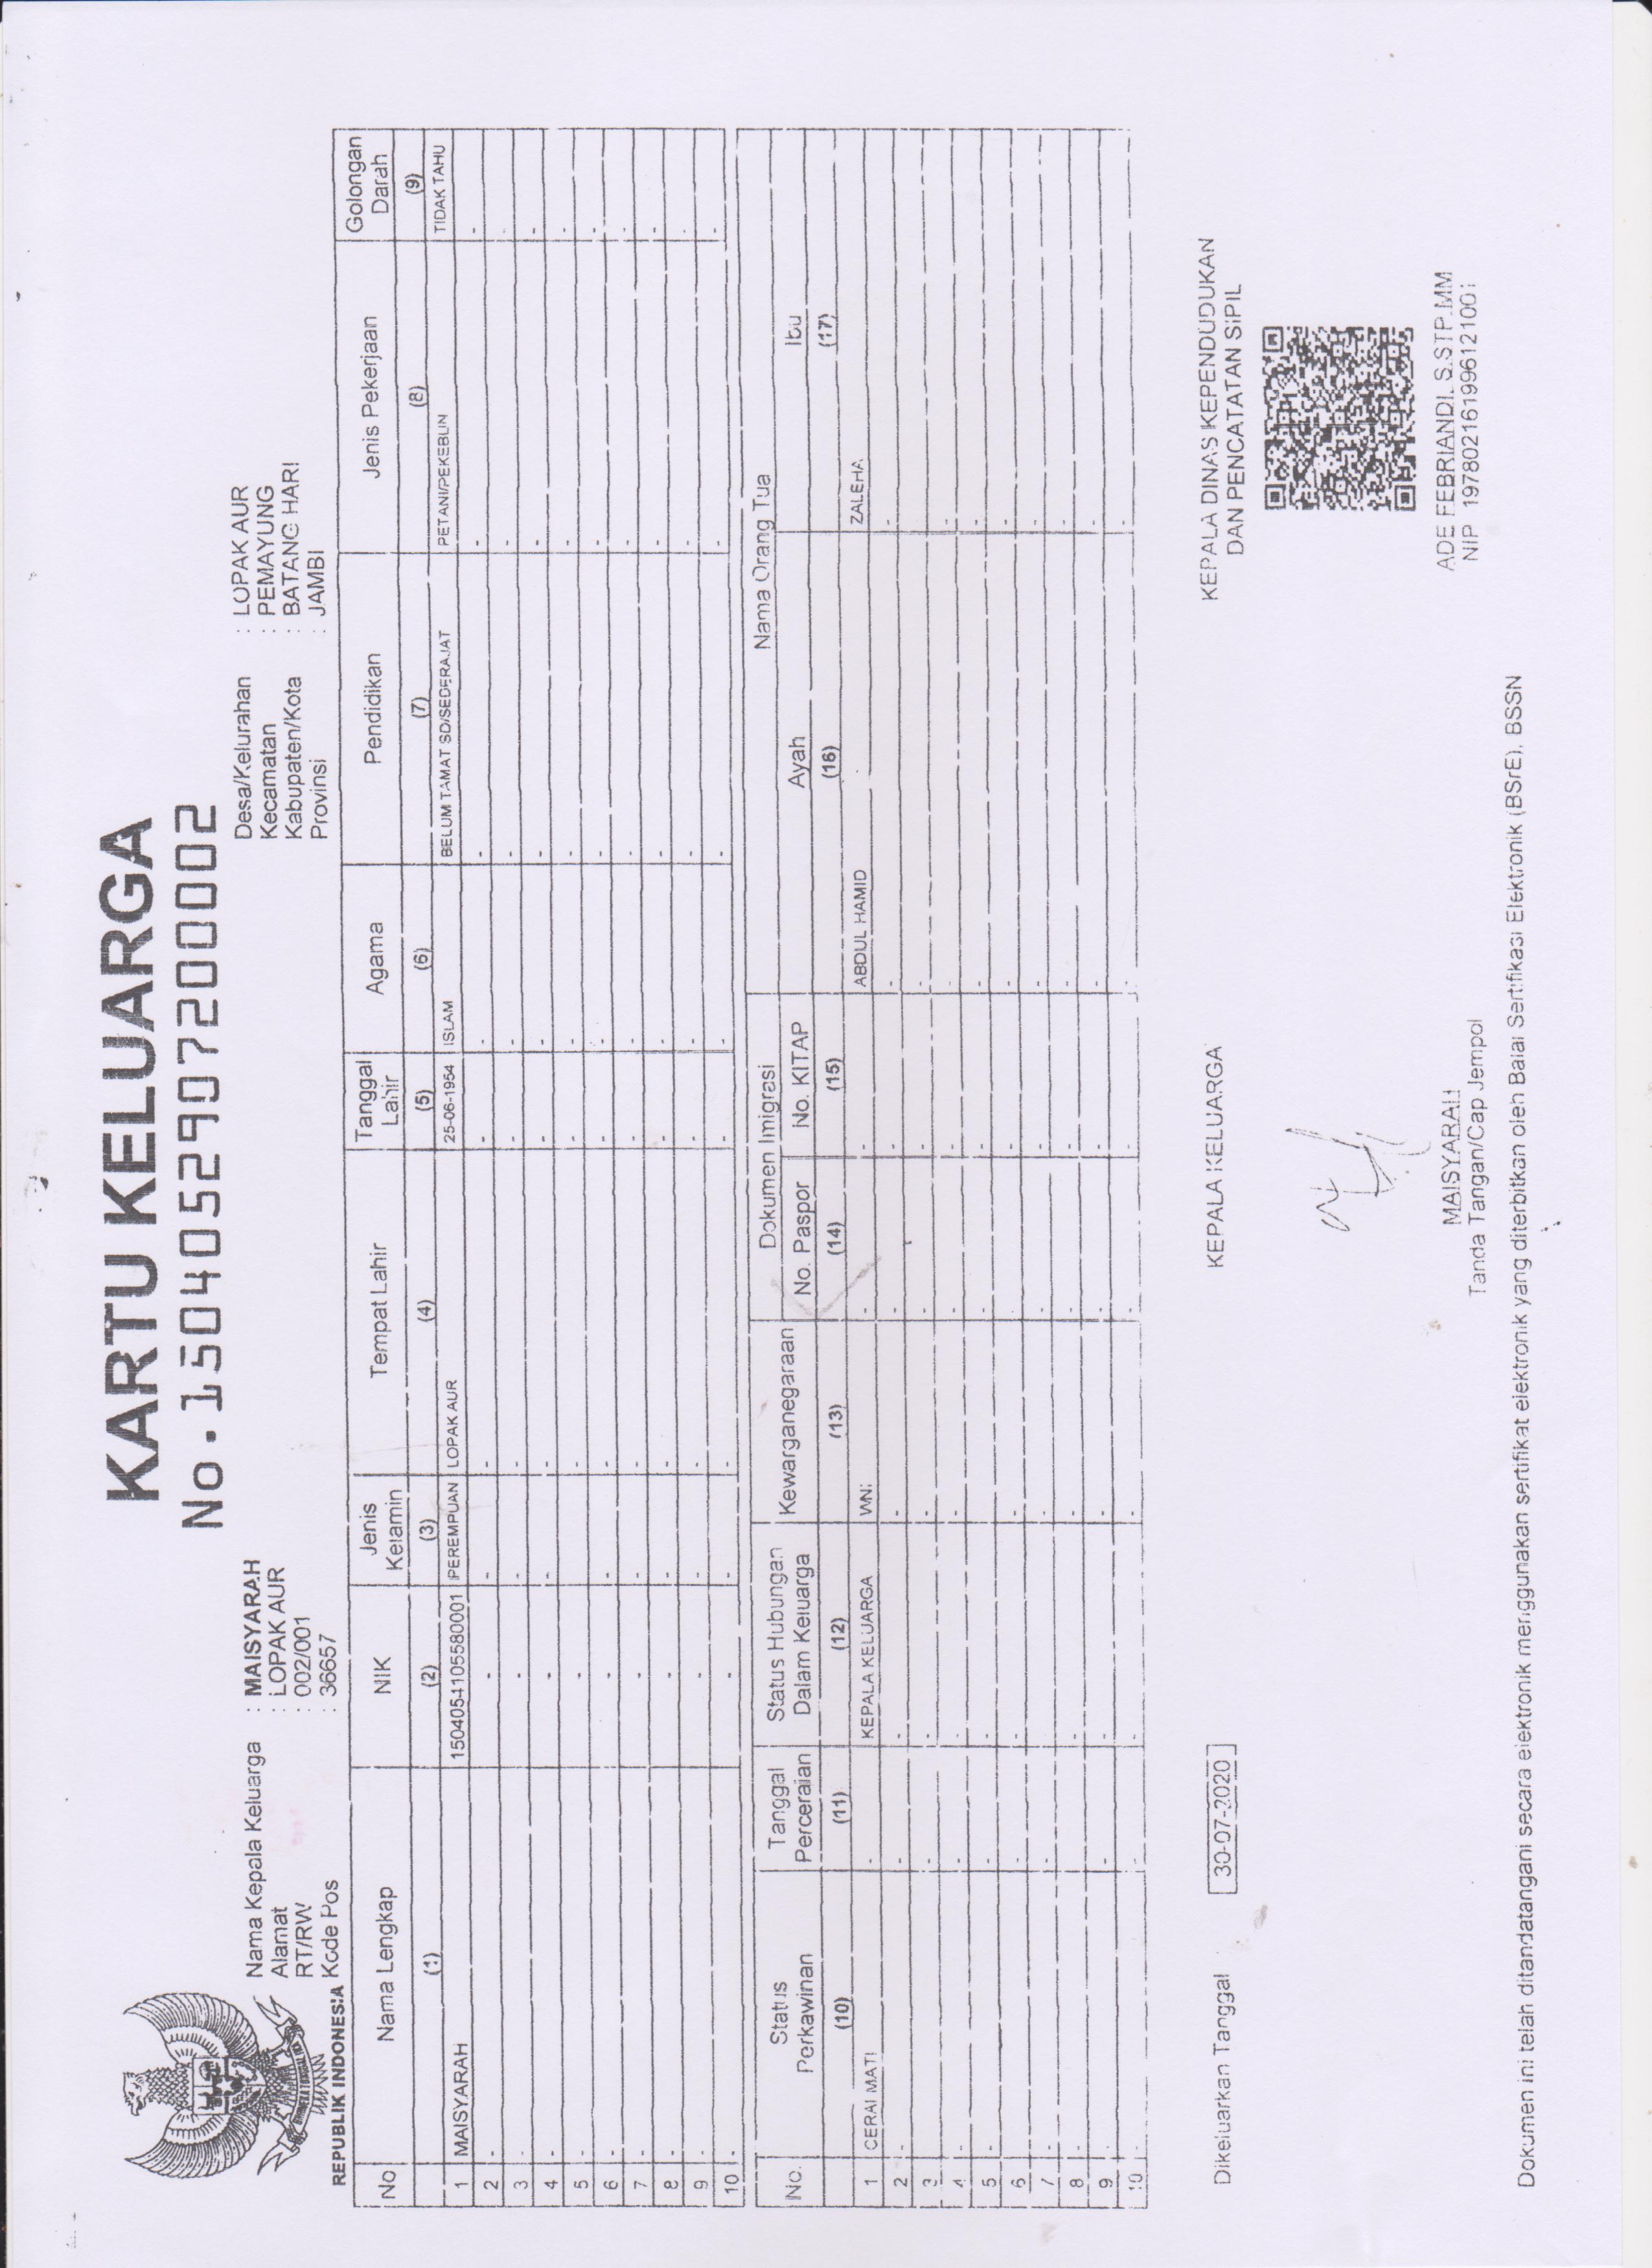 KARTU KELUARGA
No.1504052907200002
Nama Kepala Keluarga : MAISYARAH
Alamat : LOPAK AUR
RT/RW : 002/001
Kode Pos : 36657
Desa/Kelurahan : LOPAK AUR
Kecamatan : PEMAYUNG
Kabupaten/Kota : BATANG HARI
Provinsi : JAMBI
REPUBLIK INDONESIA
No Nama Lengkap NIK Jenis Kelamin Tempat Lahir Tanggal Lahir Agama Pendidikan Jenis Pekerjaan Golongan Darah
(1) (2) (3) (4) (5) (6) (7) (8) (9)
1 MAISYARAH 1504054105580001 PEREMPUAN LOPAK AUR 25-06-1954 ISLAM BELUM TAMAT SD/SEDERAJAT PETANI/PEKEBUN TIDAK TAHU
2 - - - - - - - - -
3 - - - - - - - - -
4 - - - - - - - - -
5 - - - - - - - - -
6 - - - - - - - - -
7 - - - - - - - - -
8 - - - - - - - - -
9 - - - - - - - - -
10 - - - - - - - - -
No. Status Perkawinan Tanggal Perceraian Status Hubungan Dalam Keluarga Kewarganegaraan Dokumen Imigrasi Nama Orang Tua
No. Paspor No. KITAP Ayah Ibu
(10) (11) (12) (13) (14) (15) (16) (17)
1 CERAI MATI - KEPALA KELUARGA WNI - - ABDUL HAMID ZALEHA
2 - - - - - - - -
3 - - - - - - - -
4 - - - - - - - -
5 - - - - - - - -
6 - - - - - - - -
7 - - - - - - - -
8 - - - - - - - -
9 - - - - - - - -
10 - - - - - - - -
Dikeluarkan Tanggal : 30-07-2020
KEPALA KELUARGA
MAISYARAH
Tanda Tangan/Cap Jempol
KEPALA DINAS KEPENDUDUKAN
DAN PENCATATAN SIPIL
ADE FEBRIANDI, S.STP.MM
NIP 197802161996121001
Dokumen ini telah ditandatangani secara elektronik menggunakan sertifikat elektronik yang diterbitkan oleh Balai Sertifikasi Elektronik (BSrE), BSSN